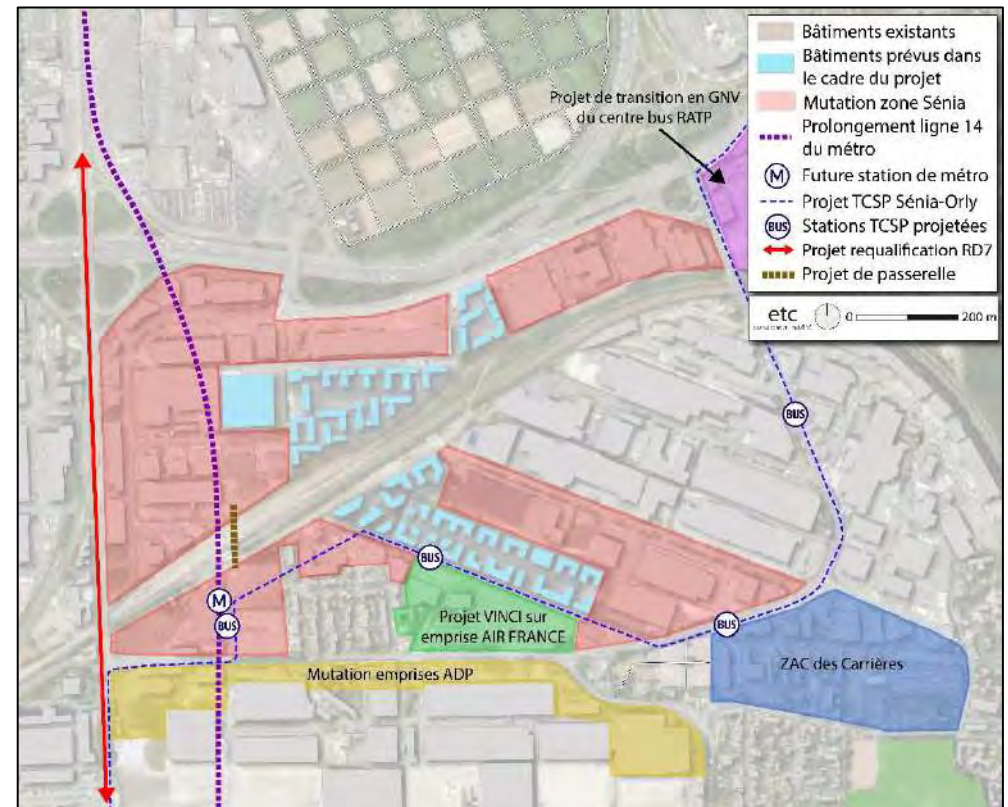 Bâtiments existants
Bâtiments prévus dans
le cadre du projet
Mutation zone Sénia
Prolongement ligne 14
du métro
M Future station de métro
Projet TCSP Sénia-Orly
BUS Stations TCSP projetées
Projet requalification RD7
Projet de passerelle
etc 0 200 m
Projet de transition en GNV
du centre bus RATP
BUS
BUS
M
BUS
BUS
Projet VINCI sur
emprise AIR FRANCE
ZAC des Carrières
Mutation emprises ADP